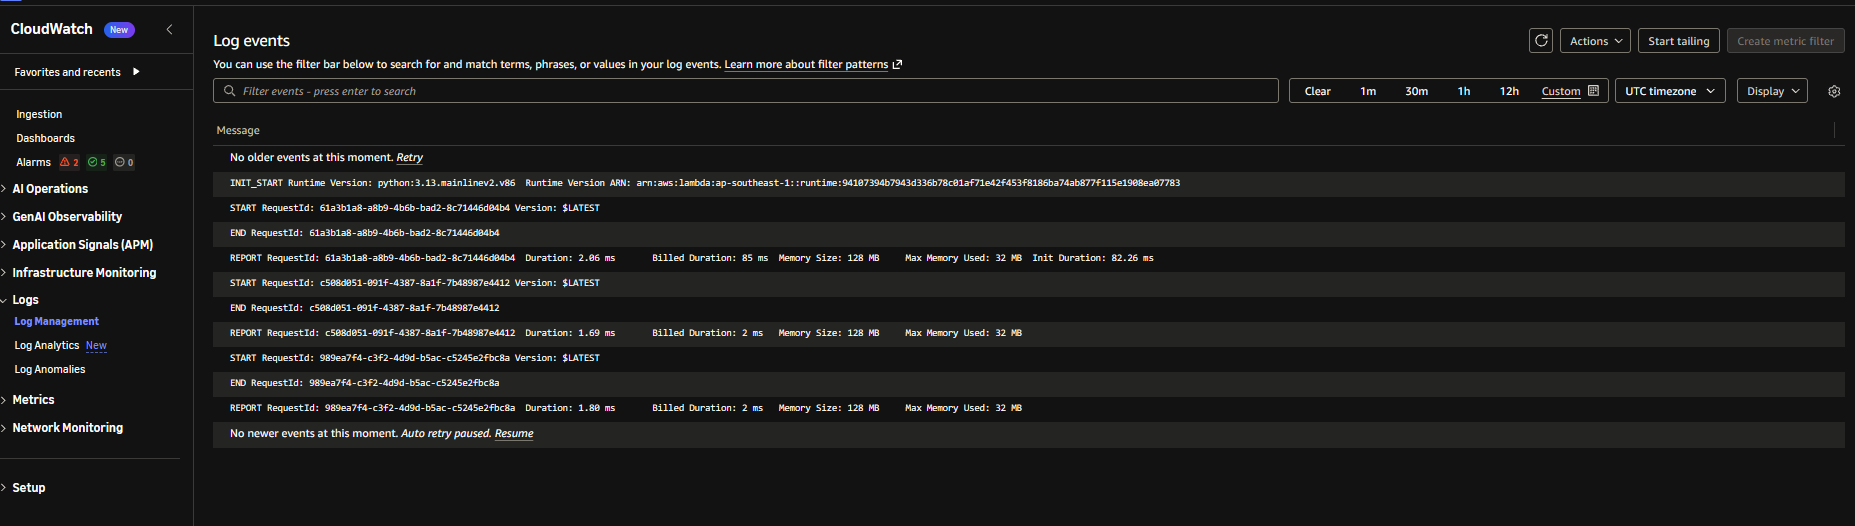 CloudWatch New
Favorites and recents
Ingestion
Dashboards
Alarms 2 5 0
AI Operations
GenAI Observability
Application Signals (APM)
Infrastructure Monitoring
Logs
Log Management
Log Analytics New
Log Anomalies
Metrics
Network Monitoring
Setup
Log events
Actions
Start tailing
Create metric filter
You can use the filter bar below to search for and match terms, phrases, or values in your log events. Learn more about filter patterns
Filter events - press enter to search
Clear 1m 30m 1h 12h Custom
UTC timezone
Display
Message
No older events at this moment. Retry
INIT_START Runtime Version: python:3.13.mainlinev2.v86 Runtime Version ARN: arn:aws:lambda:ap-southeast-1::runtime:94107394b7943d336b78c01af71e42f453f8186ba74ab877f115e1908ea07783
START RequestId: 61a3b1a8-a8b9-4b6b-bad2-8c71446d04b4 Version: $LATEST
END RequestId: 61a3b1a8-a8b9-4b6b-bad2-8c71446d04b4
REPORT RequestId: 61a3b1a8-a8b9-4b6b-bad2-8c71446d04b4 Duration: 2.06 ms Billed Duration: 85 ms Memory Size: 128 MB Max Memory Used: 32 MB Init Duration: 82.26 ms
START RequestId: c508d051-091f-4387-8a1f-7b48987e4412 Version: $LATEST
END RequestId: c508d051-091f-4387-8a1f-7b48987e4412
REPORT RequestId: c508d051-091f-4387-8a1f-7b48987e4412 Duration: 1.69 ms Billed Duration: 2 ms Memory Size: 128 MB Max Memory Used: 32 MB
START RequestId: 989ea7f4-c3f2-4d9d-b5ac-c5245e2fbc8a Version: $LATEST
END RequestId: 989ea7f4-c3f2-4d9d-b5ac-c5245e2fbc8a
REPORT RequestId: 989ea7f4-c3f2-4d9d-b5ac-c5245e2fbc8a Duration: 1.80 ms Billed Duration: 2 ms Memory Size: 128 MB Max Memory Used: 32 MB
No newer events at this moment. Auto retry paused. Resume